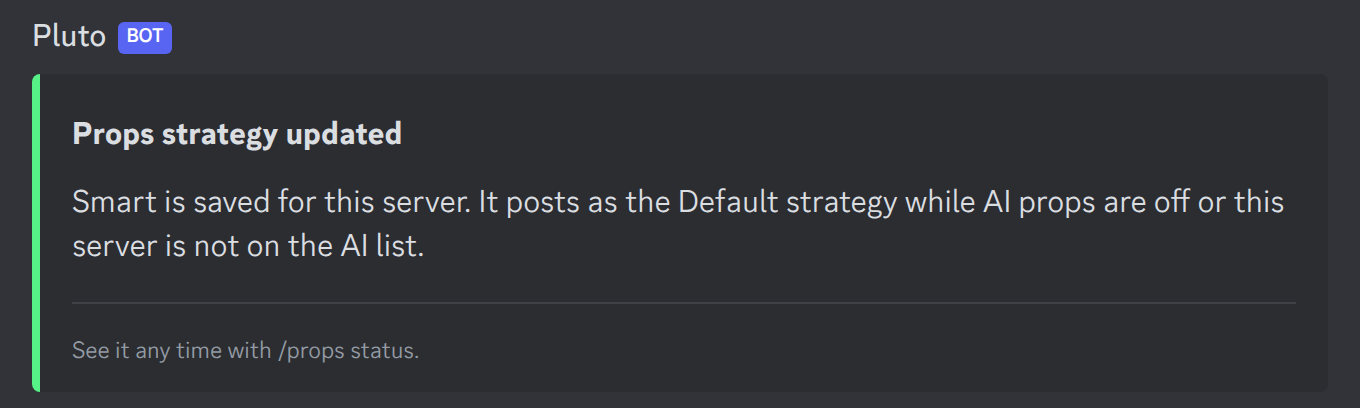 Pluto BOT
Props strategy updated
Smart is saved for this server. It posts as the Default strategy while AI props are off or this
server is not on the AI list.
See it any time with /props status.